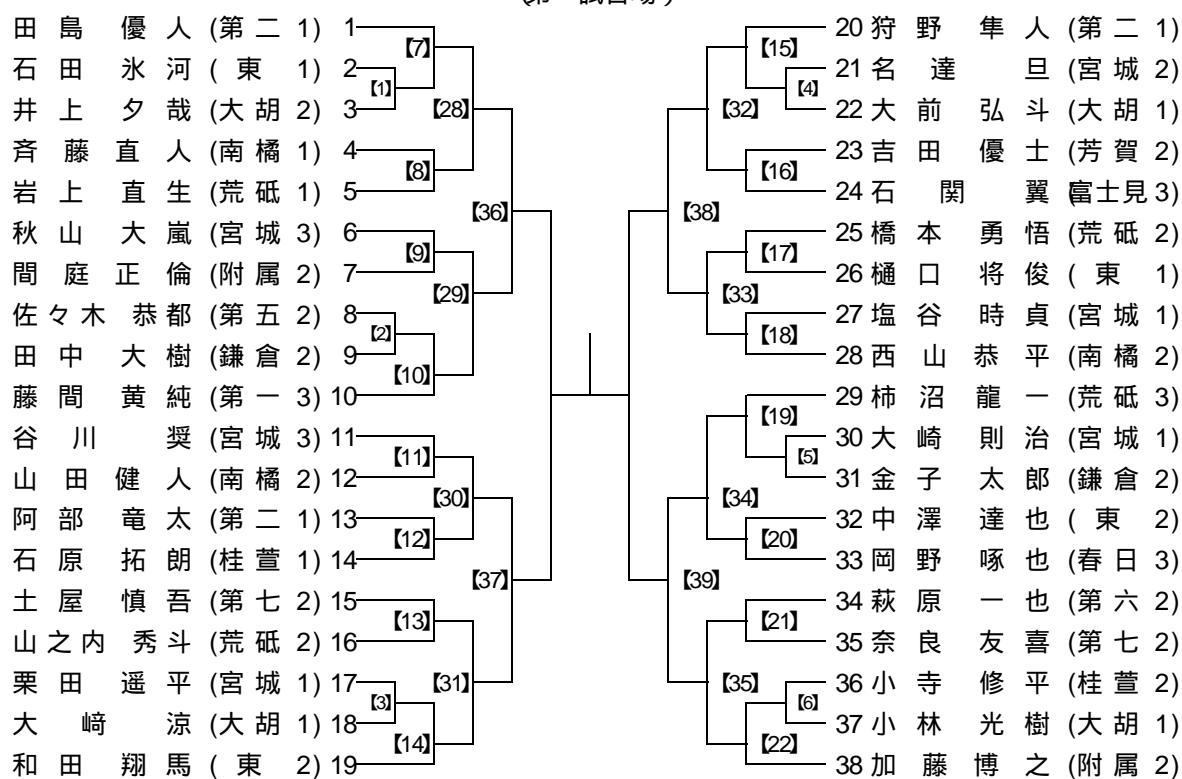 田島 優人 (第二 1) 1
石田 氷河 (東 1) 2
井上 夕哉 (大胡 2) 3
斉藤直人 (南橘 1) 4
岩上 直生 (荒砥 1) 5
秋山 大嵐 (宮城 3) 6
間庭正倫 (附属 2) 7
佐々木 恭都 (第五 2) 8
田中 大樹 (鎌倉 2) 9
藤間 黄純 (第一 3) 10
谷川 奨 (宮城 3) 11
山田健人 (南橘 2) 12
阿部 竜太 (第二 1) 13
石原 拓朗 (桂萱 1) 14
土屋 慎吾 (第七 2) 15
山之内 秀斗 (荒砥 2) 16
栗田 遥平 (宮城 1) 17
大﨑 涼 (大胡 1) 18
和田 翔馬 (東 2) 19
【7】
【1】
【28】
【8】
【36】
【9】
【29】
【2】
【10】
【11】
【30】
【12】
【37】
【13】
【31】
【3】
【14】
【15】
【4】
【32】
【16】
【38】
【17】
【33】
【18】
【19】
【5】
【34】
【20】
【39】
【21】
【35】
【6】
【22】
20 狩野 隼人 (第二 1)
21 名達 旦 (宮城 2)
22 大前 弘斗 (大胡 1)
23 吉田 優士 (芳賀 2)
24 石関 翼 富士見 3)
25 橋本 勇悟 (荒砥 2)
26 樋口 将俊 (東 1)
27 塩谷 時貞 (宮城 1)
28 西山恭平 (南橘 2)
29 柿沼 龍一 (荒砥 3)
30 大崎 則治 (宮城 1)
31 金子 太郎 (鎌倉 2)
32 中澤 達也 (東 2)
33 岡野 啄也 (春日 3)
34 萩原 一也 (第六 2)
35 奈良 友喜 (第七 2)
36 小寺 修平 (桂萱 2)
37 小林 光樹 (大胡 1)
38 加藤博之 (附属 2)